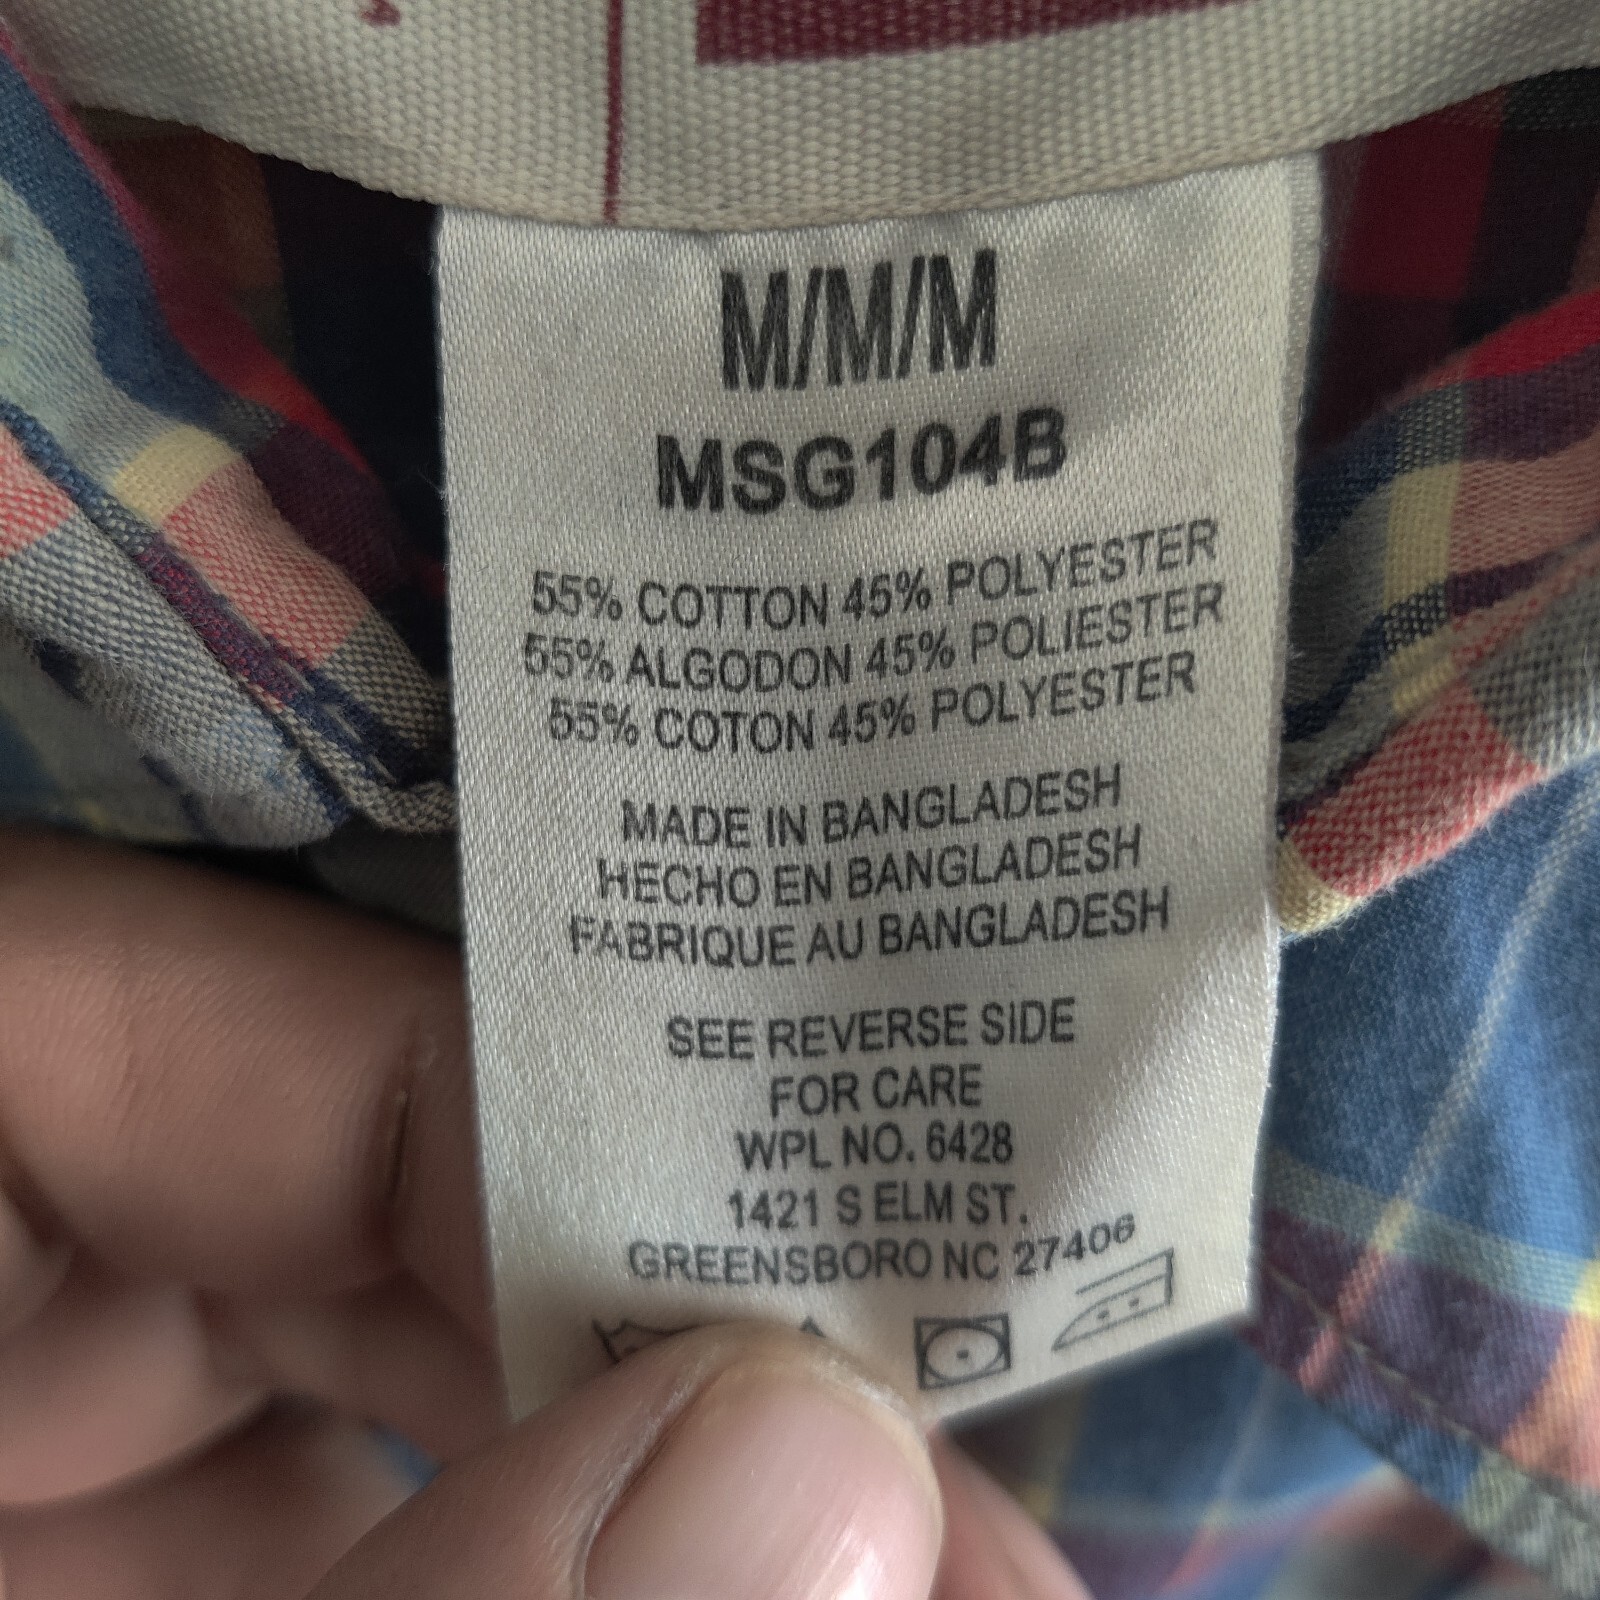 M/M/M
MSG104B
55% COTTON 45% POLYESTER
55% ALGODON 45% POLIESTER
55% COTON 45% POLYESTER
MADE IN BANGLADESH
HECHO EN BANGLADESH
FABRIQUE AU BANGLADESH
SEE REVERSE SIDE
FOR CARE
WPL NO. 6428
1421 S ELM ST.
GREENSBORO NC 27406